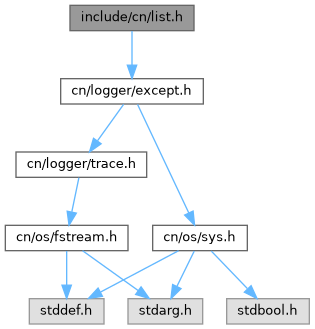 include/cn/list.h
cn/logger/except.h
cn/logger/trace.h
cn/os/fstream.h
cn/os/sys.h
stddef.h
stdarg.h
stdbool.h